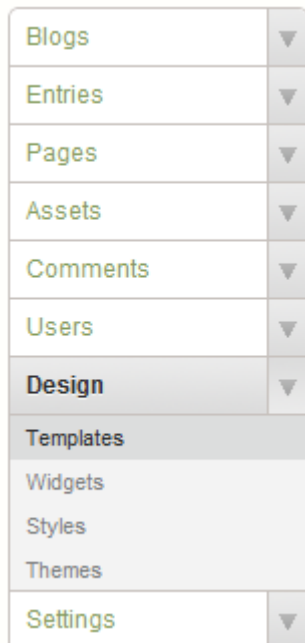 Blogs
Entries
Pages
Assets
Comments
Users
Design
Templates
Widgets
Styles
Themes
Settings